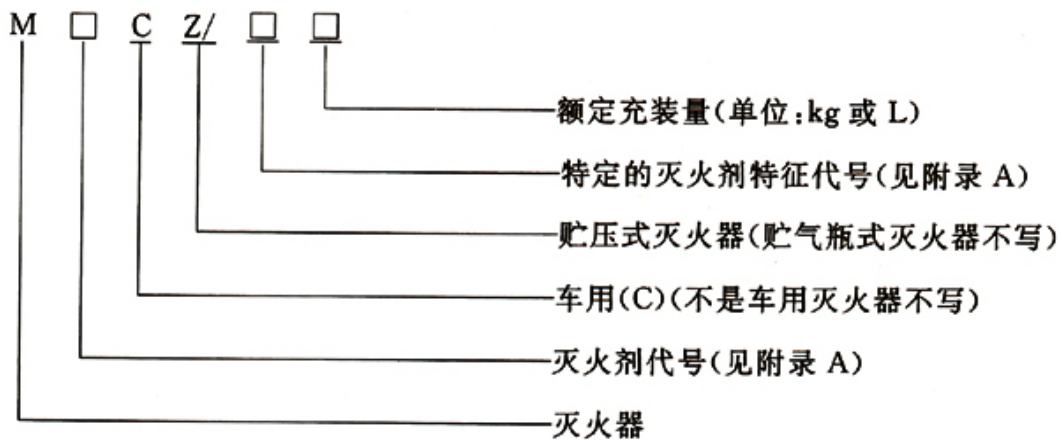 M □ C Z/ □ □
额定充装量(单位:kg或 L)
特定的灭火剂特征代号(见附录 A)
贮压式灭火器(贮气瓶式灭火器不写)
车用(C)(不是车用灭火器不写)
灭火剂代号(见附录 A)
灭火器